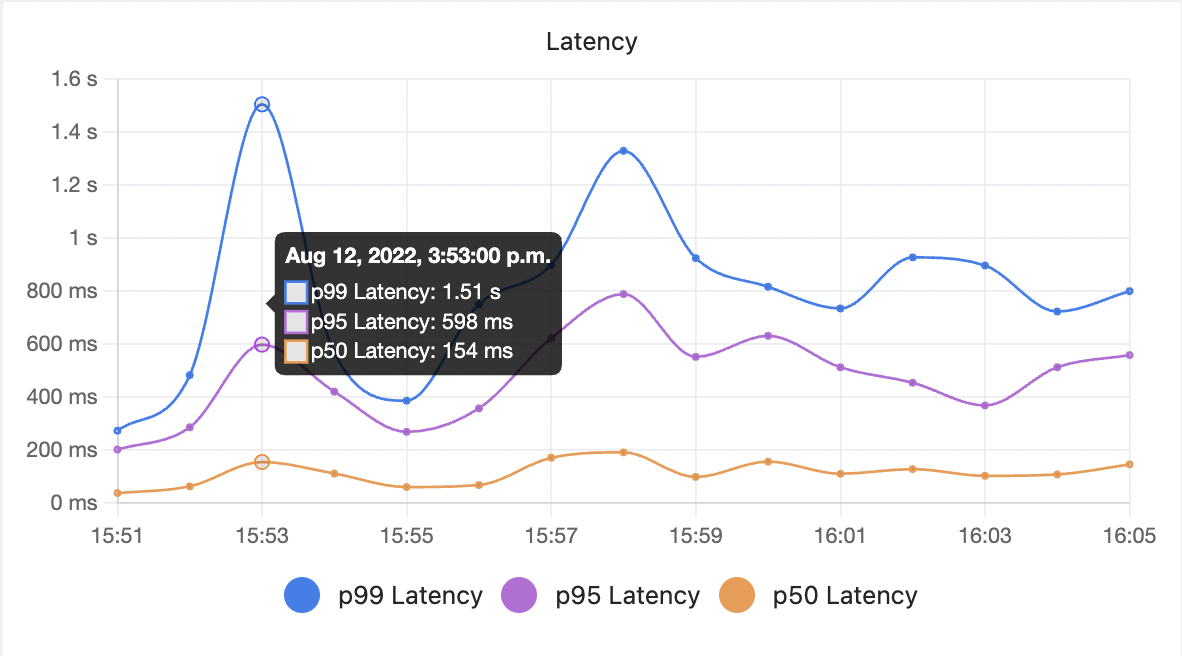 Latency
1.6 s
1.4 s
1.2 s
1 s
800 ms
600 ms
400 ms
200 ms
0 ms
Aug 12, 2022, 3:53:00 p.m.
p99 Latency: 1.51 s
p95 Latency: 598 ms
p50 Latency: 154 ms
15:51 15:53 15:55 15:57 15:59 16:01 16:03 16:05
p99 Latency p95 Latency p50 Latency